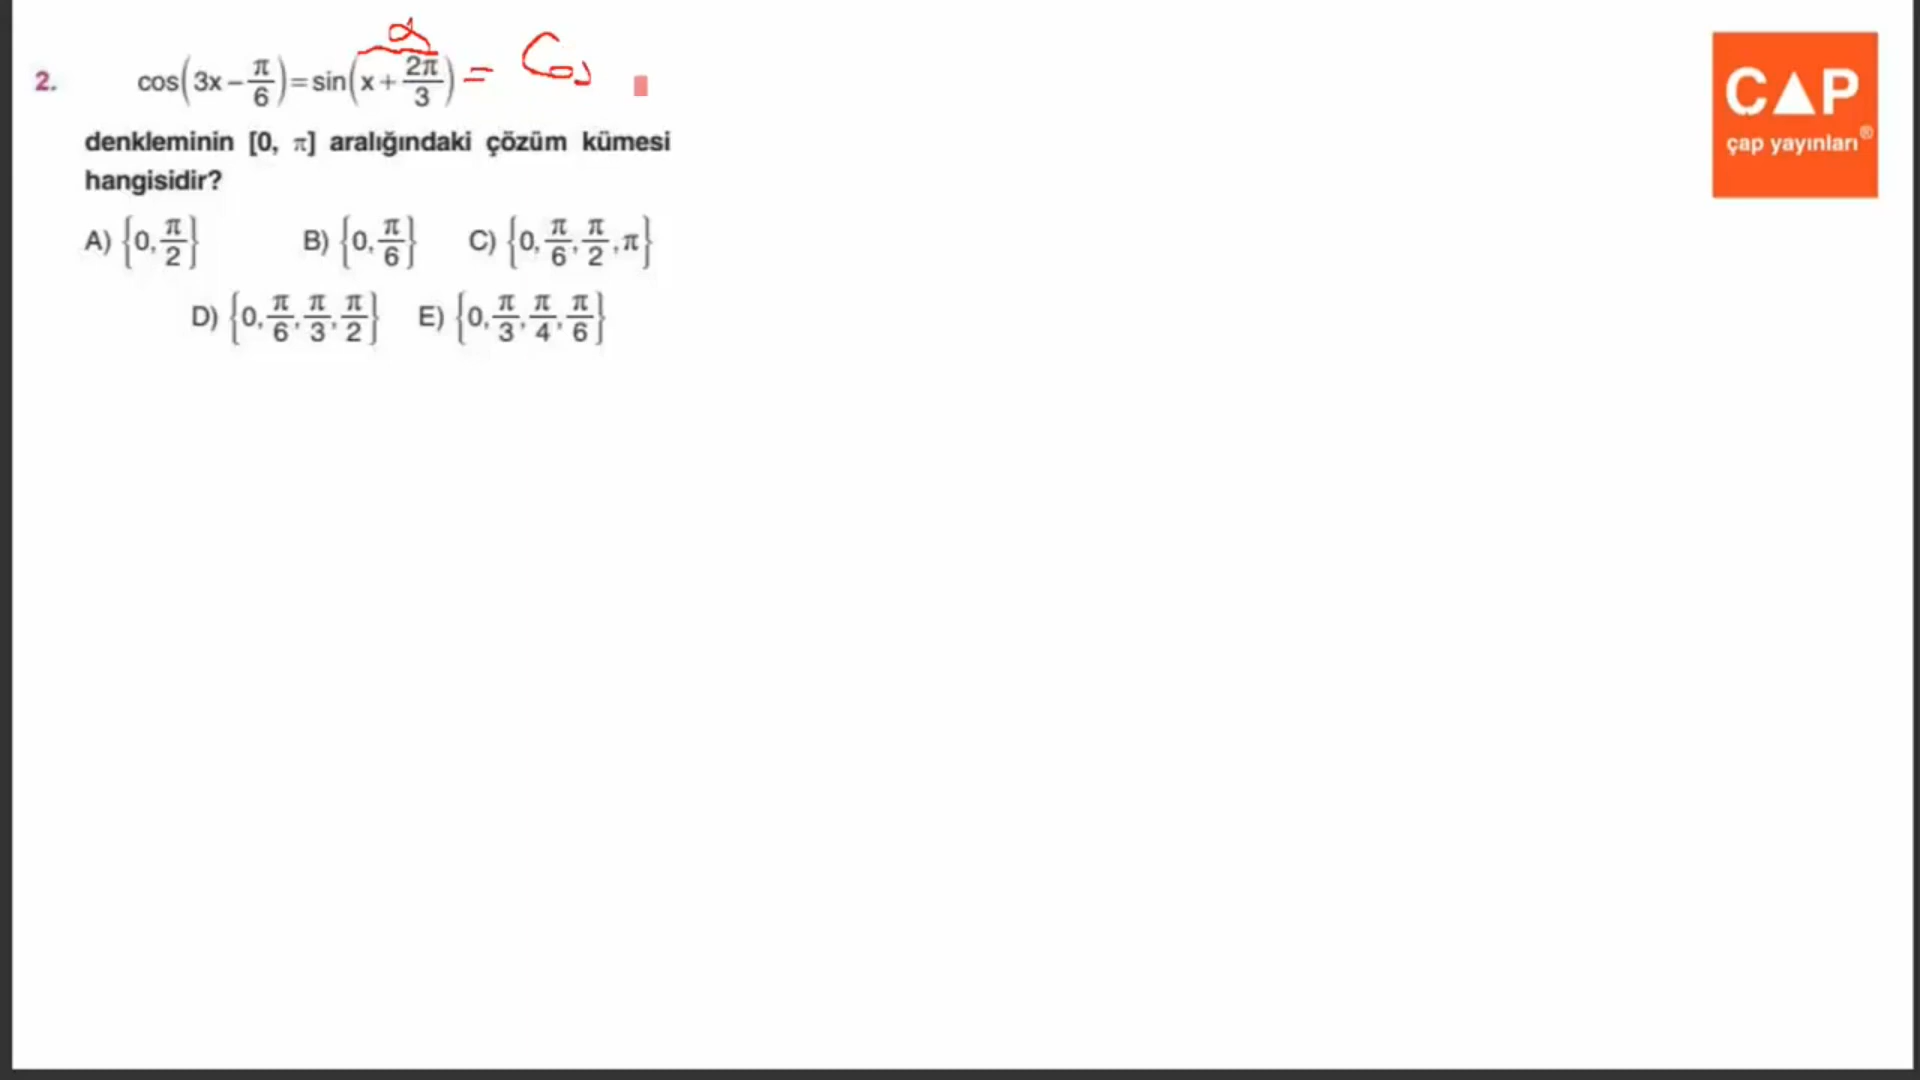 α
2. cos(3x − π/6) = sin(x + 2π/3) = Cos
denkleminin [0, π] aralığındaki çözüm kümesi
hangisidir?
A) {0, π/2} B) {0, π/6} C) {0, π/6, π/2, π}
D) {0, π/6, π/3, π/2} E) {0, π/3, π/4, π/6}
CAP
çap yayınları®